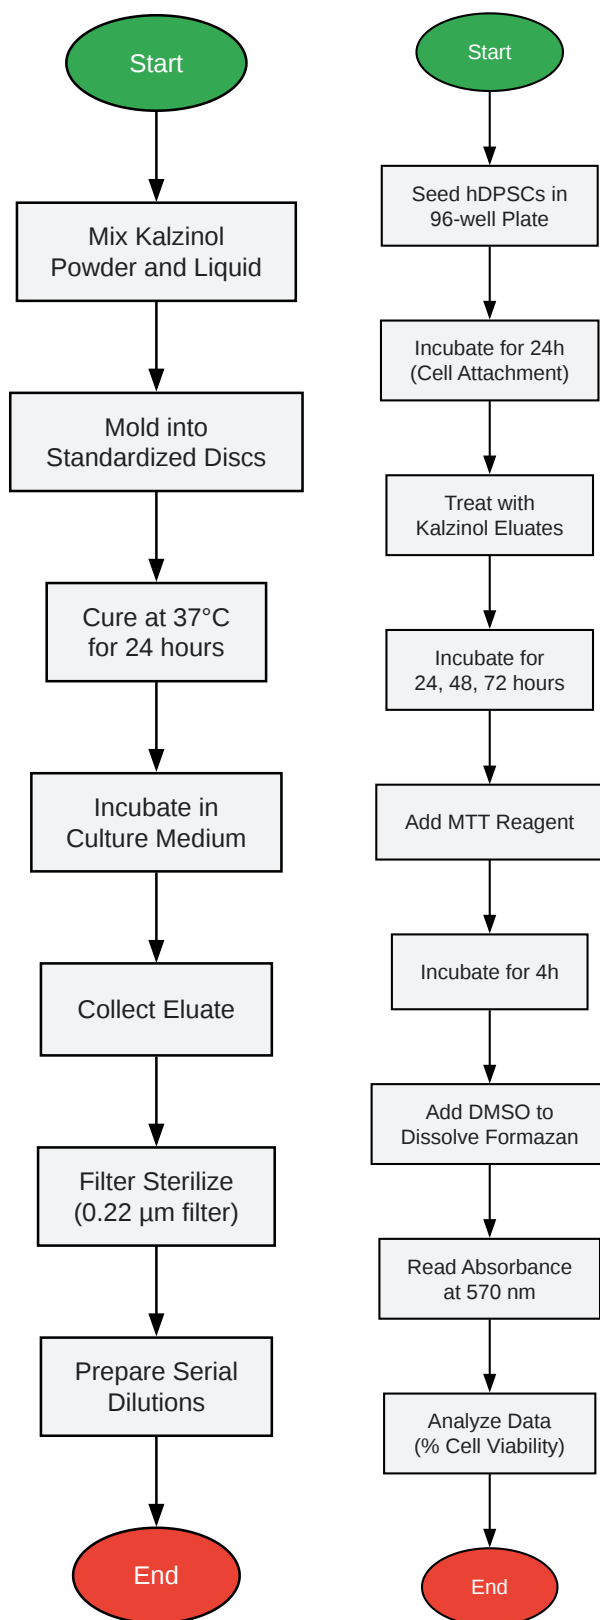 Start
Mix Kalzinol
Powder and Liquid
Mold into
Standardized Discs
Cure at 37°C
for 24 hours
Incubate in
Culture Medium
Collect Eluate
Filter Sterilize
(0.22 µm filter)
Prepare Serial
Dilutions
End
Start
Seed hDPSCs in
96-well Plate
Incubate for 24h
(Cell Attachment)
Treat with
Kalzinol Eluates
Incubate for
24, 48, 72 hours
Add MTT Reagent
Incubate for 4h
Add DMSO to
Dissolve Formazan
Read Absorbance
at 570 nm
Analyze Data
(% Cell Viability)
End